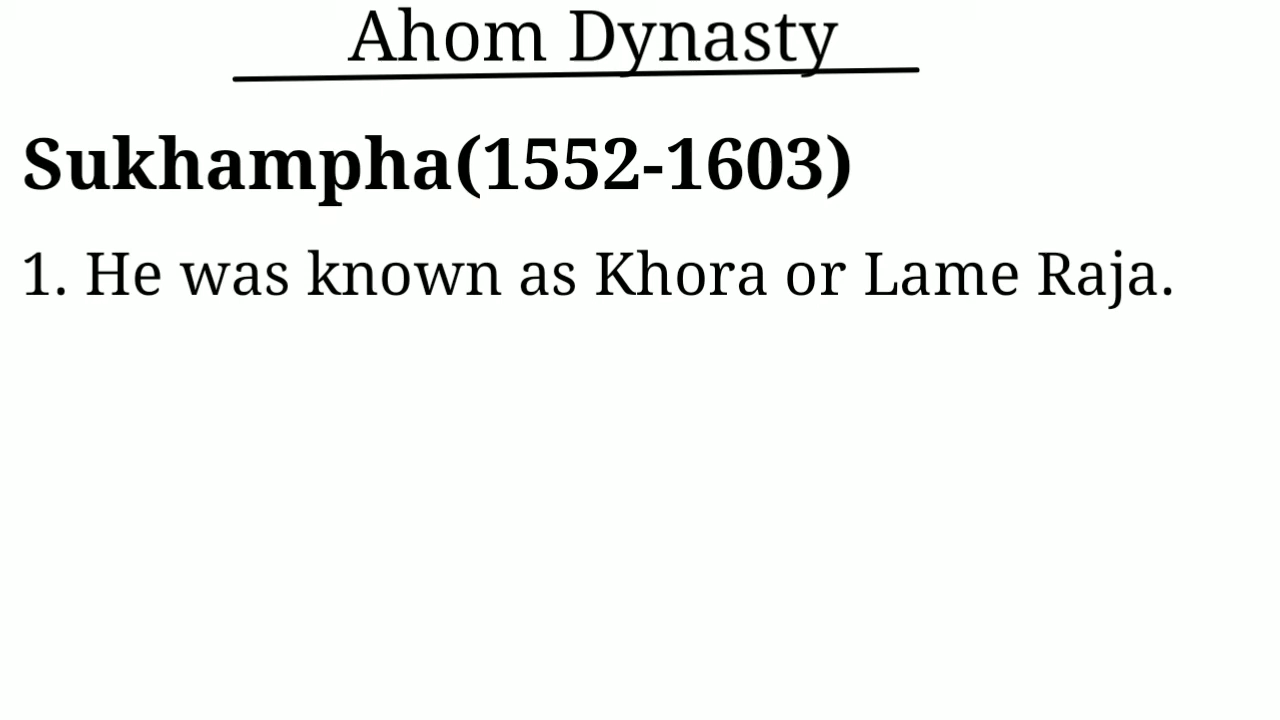 Ahom Dynasty
Sukhampha(1552-1603)
1. He was known as Khora or Lame Raja.